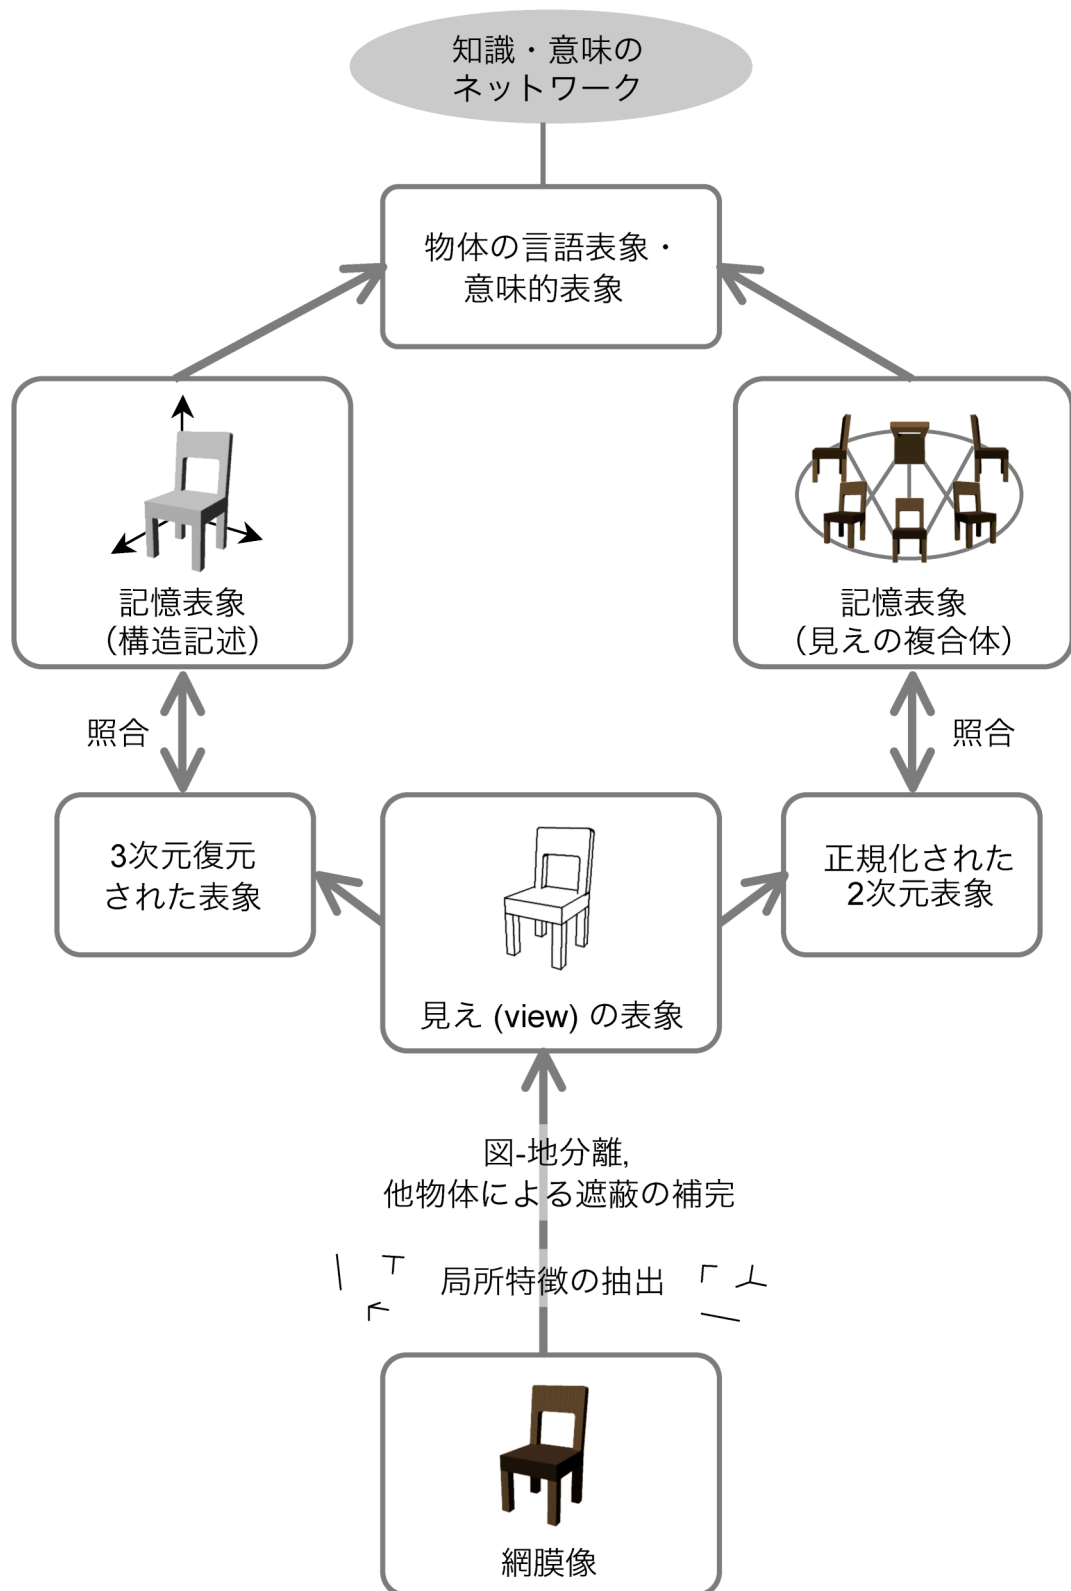 知識・意味の
ネットワーク
物体の言語表象・
意味的表象
記憶表象
（構造記述）
記憶表象
（見えの複合体）
照合
照合
3次元復元
された表象
見え (view) の表象
正規化された
2次元表象
図-地分離,
他物体による遮蔽の補完
局所特徴の抽出
網膜像